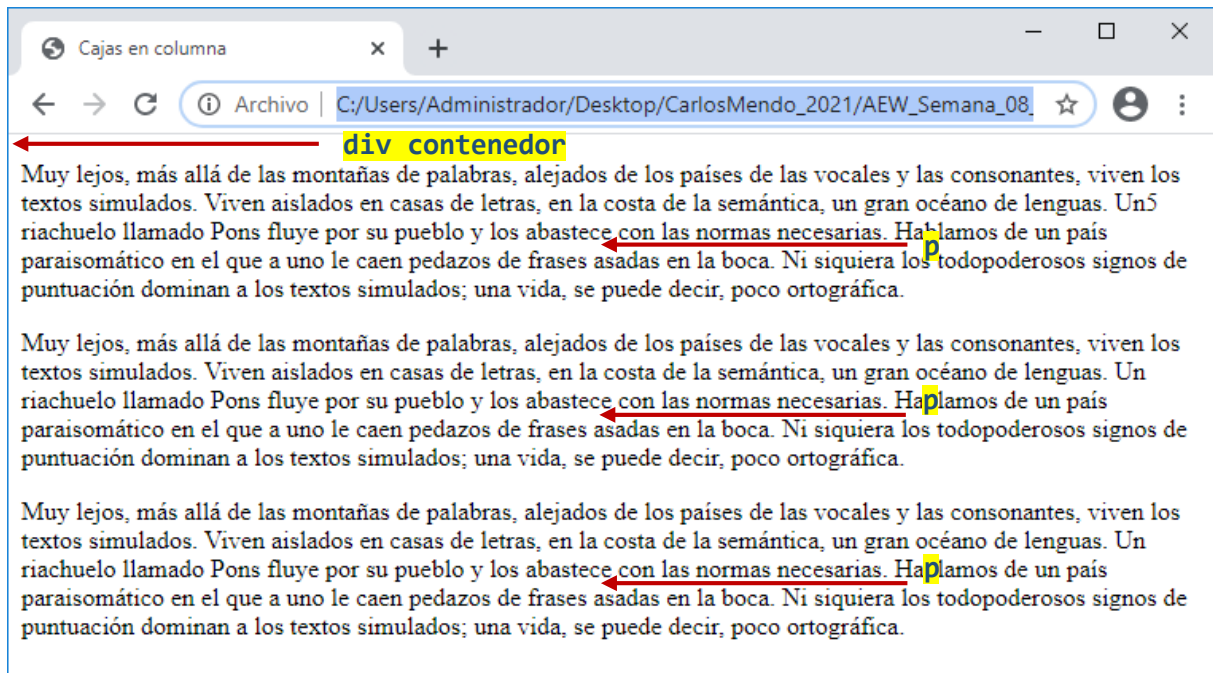 Cajas en columna
Archivo | C:/Users/Administrador/Desktop/CarlosMendo_2021/AEW_Semana_08_
div contenedor
Muy lejos, más allá de las montañas de palabras, alejados de los países de las vocales y las consonantes, viven los
textos simulados. Viven aislados en casas de letras, en la costa de la semántica, un gran océano de lenguas. Un5
riachuelo llamado Pons fluye por su pueblo y los abastece con las normas necesarias. Hablamos de un país
p
paraisomático en el que a uno le caen pedazos de frases asadas en la boca. Ni siquiera los todopoderosos signos de
puntuación dominan a los textos simulados; una vida, se puede decir, poco ortográfica.
Muy lejos, más allá de las montañas de palabras, alejados de los países de las vocales y las consonantes, viven los
textos simulados. Viven aislados en casas de letras, en la costa de la semántica, un gran océano de lenguas. Un
riachuelo llamado Pons fluye por su pueblo y los abastece con las normas necesarias. Hablamos de un país
p
paraisomático en el que a uno le caen pedazos de frases asadas en la boca. Ni siquiera los todopoderosos signos de
puntuación dominan a los textos simulados; una vida, se puede decir, poco ortográfica.
Muy lejos, más allá de las montañas de palabras, alejados de los países de las vocales y las consonantes, viven los
textos simulados. Viven aislados en casas de letras, en la costa de la semántica, un gran océano de lenguas. Un
riachuelo llamado Pons fluye por su pueblo y los abastece con las normas necesarias. Hablamos de un país
p
paraisomático en el que a uno le caen pedazos de frases asadas en la boca. Ni siquiera los todopoderosos signos de
puntuación dominan a los textos simulados; una vida, se puede decir, poco ortográfica.